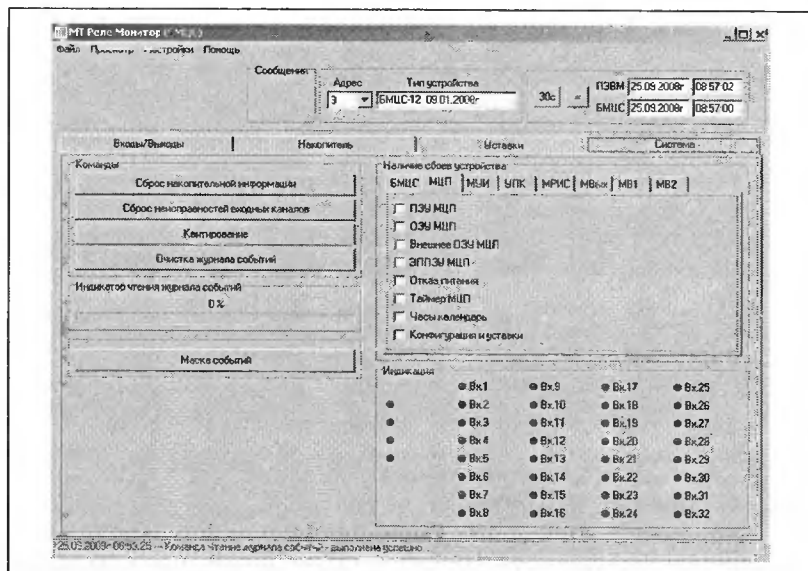 МТ Реле Монитор (БМЦС)
Файл Просмотр Настройки Помощь
Сообщения
Адрес Тип устройства
3 БМЦС-12 09.01.2008г
30с «
ПЭВМ 25.09.2008г 08:57:02
БМЦС 25.09.2008г 08:57:00
Входы/Выходы Накопитель Уставки Система
Команды
Сброс накопительной информации
Сброс неисправностей входных каналов
Квитирование
Очистка журнала событий
Индикатор чтения журнала событий
0 %
Маска событий
Наличие сбоев устройства
БМЦС МЦП МУИ УПК МРИС МВых МВ1 МВ2
ПЗУ МЦП
ОЗУ МЦП
Внешнее ОЗУ МЦП
ЭППЗУ МЦП
Отказ питания
Таймер МЦП
Часы календарь
Конфигурация и уставки
Индикация
Вх.1 Вх.9 Вх.17 Вх.25
Вх.2 Вх.10 Вх.18 Вх.26
Вх.3 Вх.11 Вх.19 Вх.27
Вх.4 Вх.12 Вх.20 Вх.28
Вх.5 Вх.13 Вх.21 Вх.29
Вх.6 Вх.14 Вх.22 Вх.30
Вх.7 Вх.15 Вх.23 Вх.31
Вх.8 Вх.16 Вх.24 Вх.32
Команда Чтение журнала событий - выполнена успешно